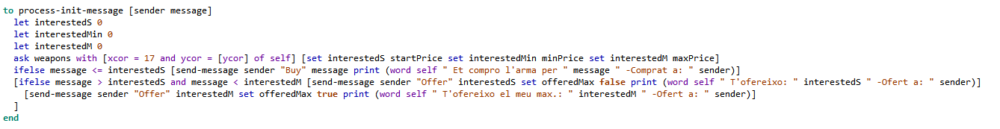 to process-init-message [sender message]
  let interestedS 0
  let interestedMin 0
  let interestedM 0
  ask weapons with [xcor = 17 and ycor = [ycor] of self] [set interestedS startPrice set interestedMin minPrice set interestedM maxPrice]
  ifelse message <= interestedS [send-message sender "Buy" message print (word self " Et compro l'arma per " message " -Comprat a: " sender)]
  [ifelse message > interestedS and message < interestedM [send-message sender "Offer" interestedS set offeredMax false print (word self " T'ofereixo: " interestedS " -Ofert a: " sender)]
    [send-message sender "Offer" interestedM set offeredMax true print (word self " T'ofereixo el meu max.: " interestedM " -Ofert a: " sender)]
  ]
end